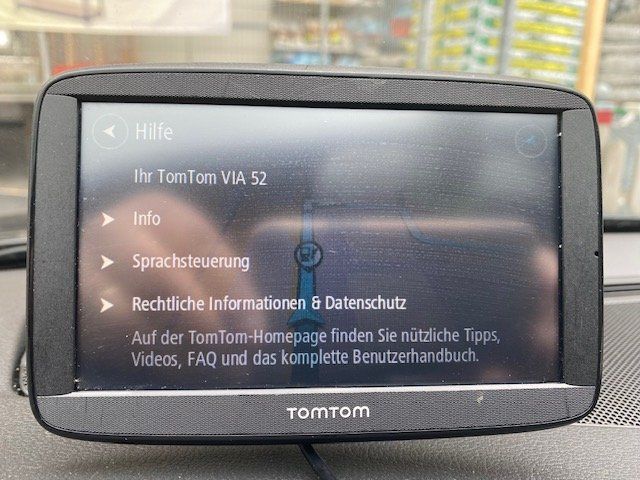 Hilfe
Ihr TomTom VIA 52
Info
Sprachsteuerung
Rechtliche Informationen & Datenschutz
Auf der TomTom-Homepage finden Sie nützliche Tipps,
Videos, FAQ und das komplette Benutzerhandbuch.
TOMTOM